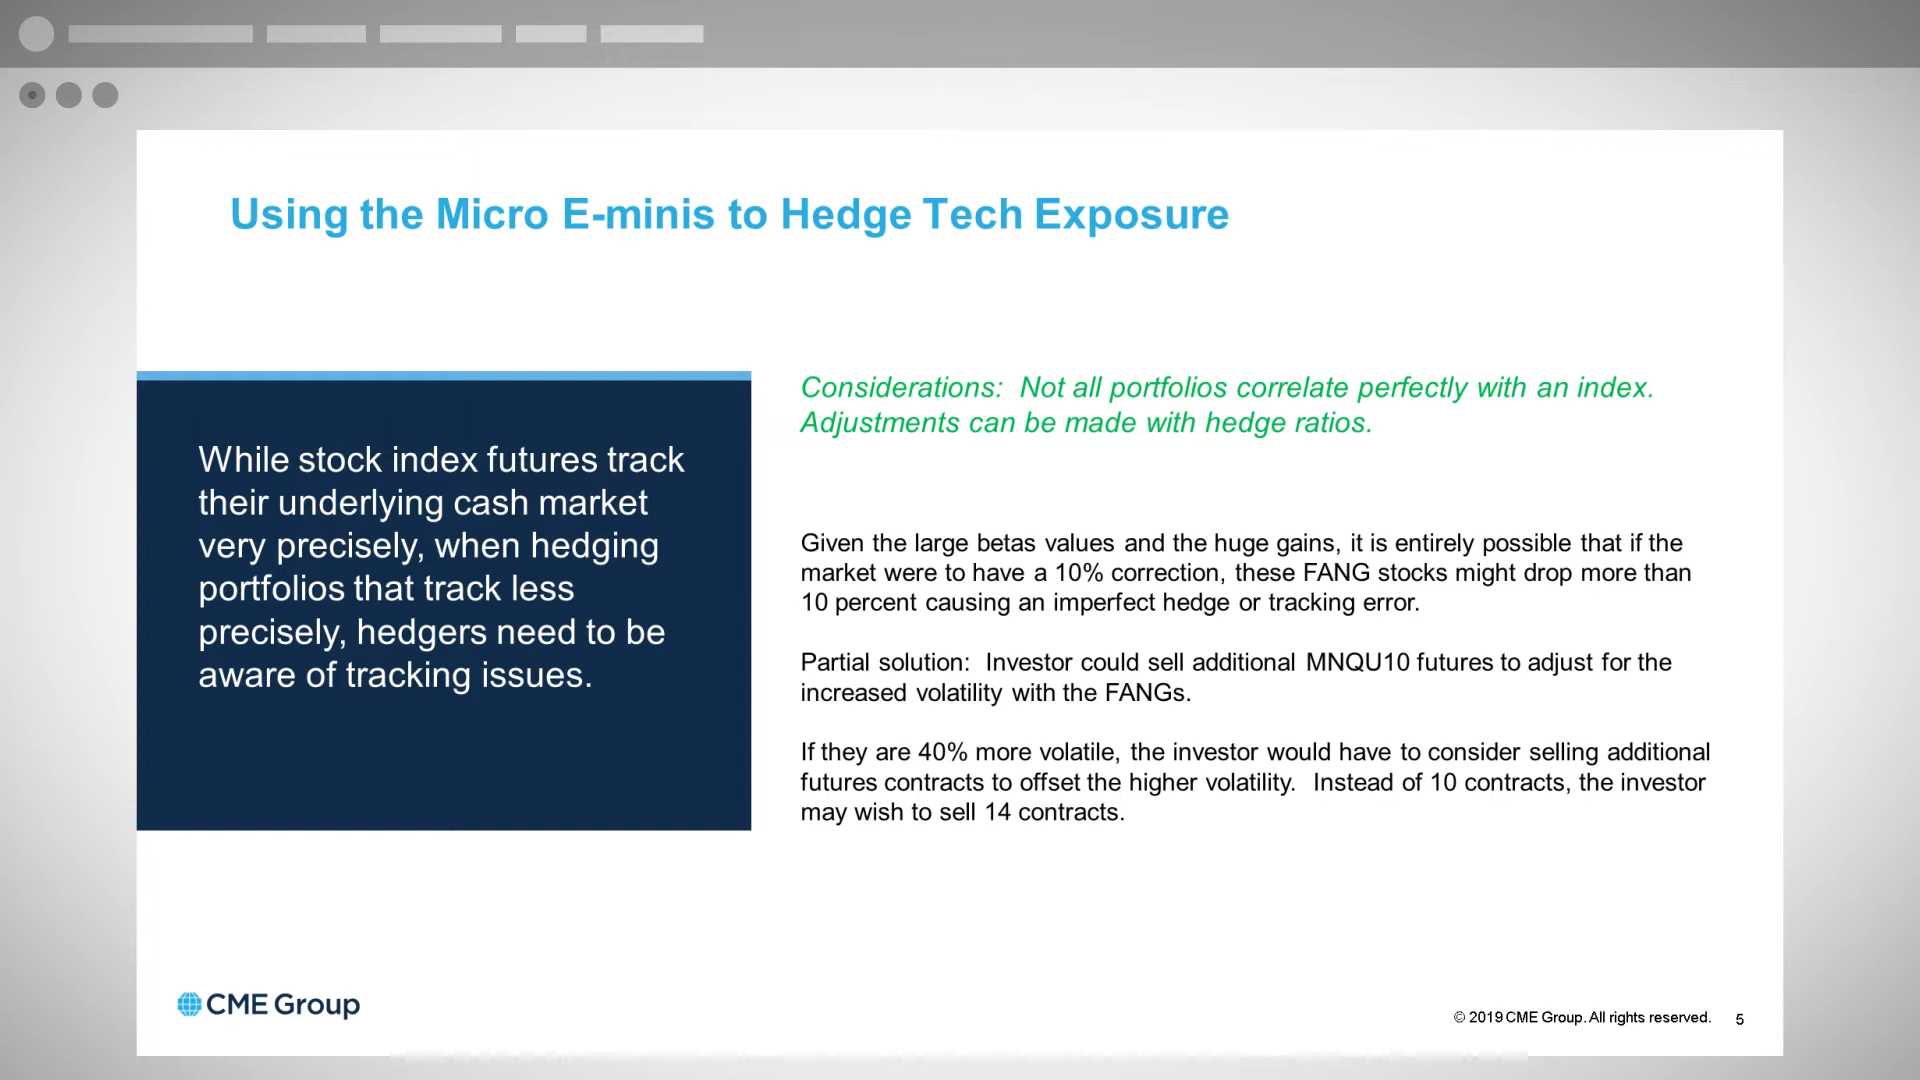 Using the Micro E-minis to Hedge Tech Exposure
While stock index futures track
their underlying cash market
very precisely, when hedging
portfolios that track less
precisely, hedgers need to be
aware of tracking issues.
Considerations:  Not all portfolios correlate perfectly with an index.
Adjustments can be made with hedge ratios.
Given the large betas values and the huge gains, it is entirely possible that if the
market were to have a 10% correction, these FANG stocks might drop more than
10 percent causing an imperfect hedge or tracking error.
Partial solution:  Investor could sell additional MNQU10 futures to adjust for the
increased volatility with the FANGs.
If they are 40% more volatile, the investor would have to consider selling additional
futures contracts to offset the higher volatility.  Instead of 10 contracts, the investor
may wish to sell 14 contracts.
CME Group
© 2019 CME Group. All rights reserved. 5